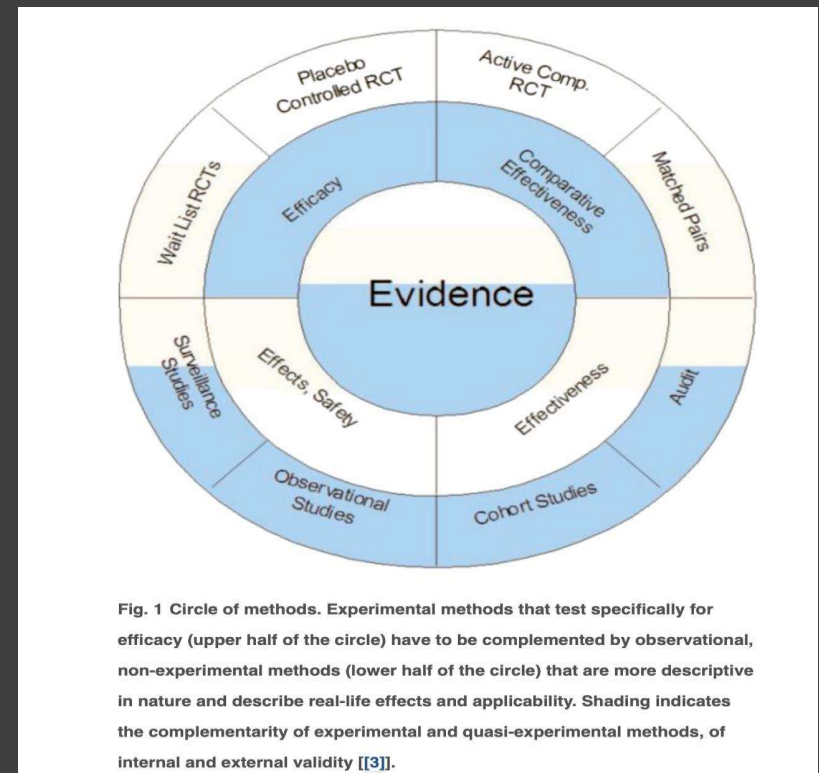 Placebo
Controlled RCT
Active Comp.
RCT
Wait List RCTs
Efficacy
Comparative
Effectiveness
Matched Pairs
Evidence
Surveillance
Studies
Effects, Safety
Effectiveness
Audit
Observational
Studies
Cohort Studies
Fig. 1 Circle of methods. Experimental methods that test specifically for
efficacy (upper half of the circle) have to be complemented by observational,
non-experimental methods (lower half of the circle) that are more descriptive
in nature and describe real-life effects and applicability. Shading indicates
the complementarity of experimental and quasi-experimental methods, of
internal and external validity [[3]].